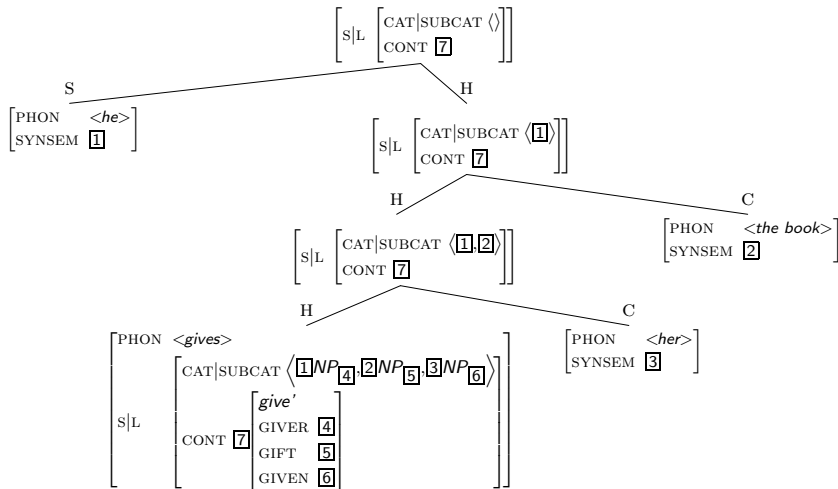 S|L [CAT|SUBCAT ⟨⟩
CONT 7]
S
H
PHON <he>
SYNSEM 1
S|L [CAT|SUBCAT ⟨1⟩
CONT 7]
H
C
PHON <the book>
SYNSEM 2
S|L [CAT|SUBCAT ⟨1,2⟩
CONT 7]
H
C
PHON <her>
SYNSEM 3
PHON <gives>
CAT|SUBCAT ⟨1NP4,2NP5,3NP6⟩
give'
GIVER 4
S|L
CONT 7
GIFT 5
GIVEN 6